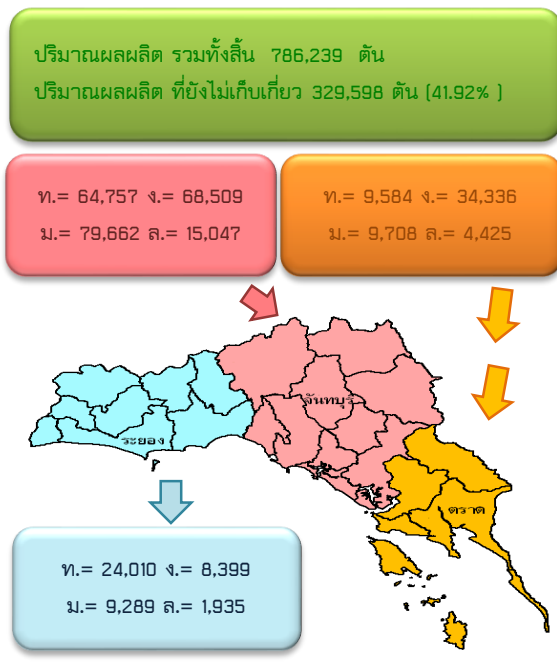 ปริมาณผลผลิต รวมทั้งสิ้น 786,239 ตัน
ปริมาณผลผลิต ที่ยังไม่เก็บเกี่ยว 329,598 ตัน (41.92% )
ท.= 64,757 ง.= 68,509
ม.= 79,662 ล.= 15,047
ท.= 9,584 ง.= 34,336
ม.= 9,708 ล.= 4,425
จันทบุรี
ระยอง
ตราด
ท.= 24,010 ง.= 8,399
ม.= 9,289 ล.= 1,935